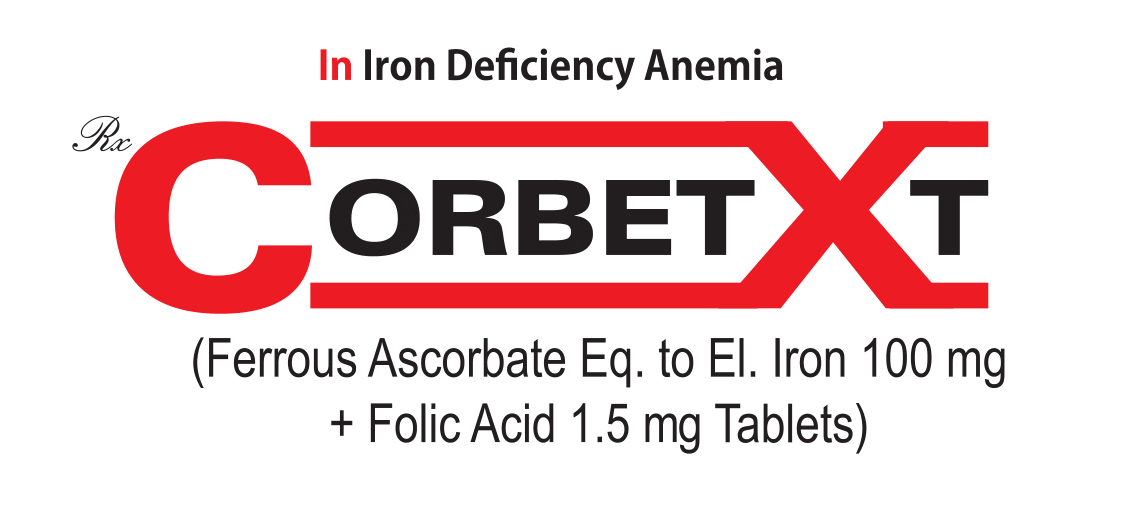 In Iron Deficiency Anemia
Rx
CORBETXT
(Ferrous Ascorbate Eq. to El. Iron 100 mg
+ Folic Acid 1.5 mg Tablets)